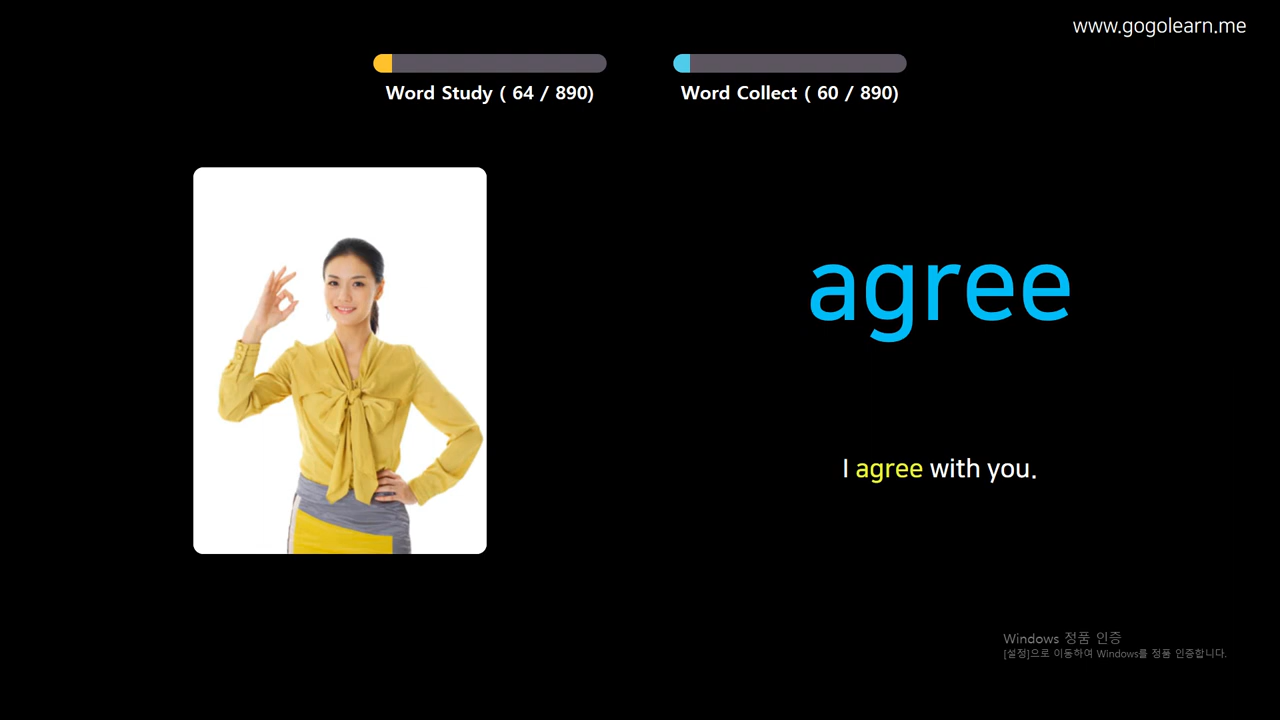 www.gogolearn.me
Word Study ( 64 / 890)
Word Collect ( 60 / 890)
agree
I agree with you.
Windows 정품 인증
[설정]으로 이동하여 Windows를 정품 인증합니다.